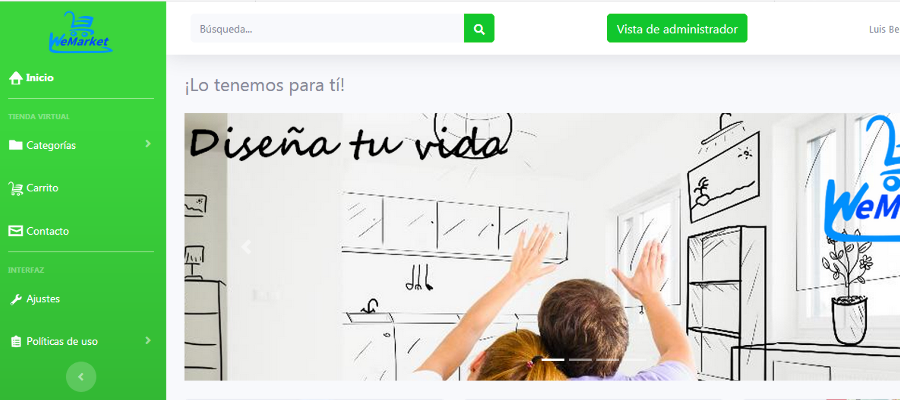 WeMarket
Inicio
TIENDA VIRTUAL
Categorías
Carrito
Contacto
INTERFAZ
Ajustes
Políticas de uso
Búsqueda...
Vista de administrador
Luis Be
¡Lo tenemos para tí!
Diseña tu vida
WeM